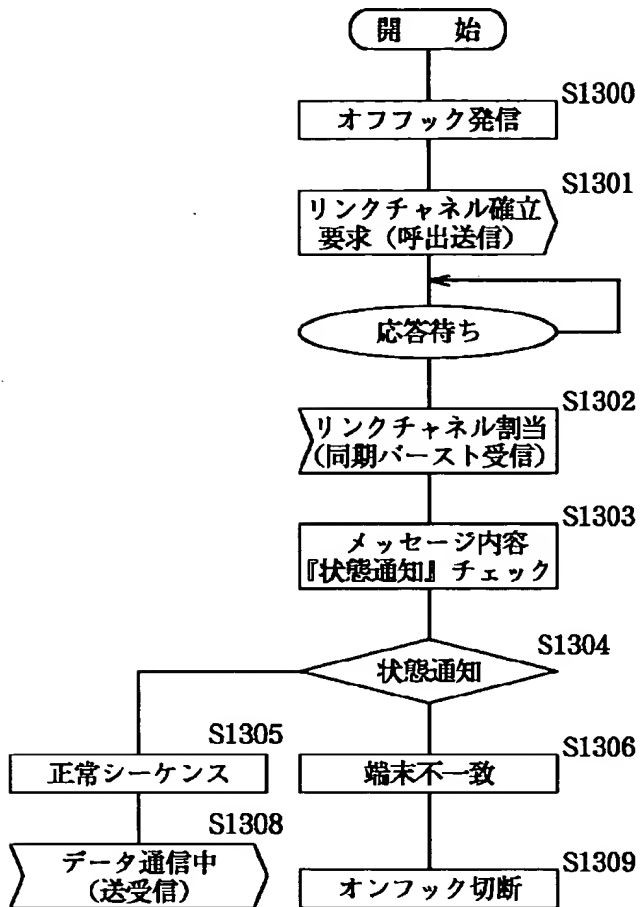 開　始
S1300
オフフック発信
S1301
リンクチャネル確立
要求（呼出送信）
応答待ち
S1302
リンクチャネル割当
（同期バースト受信）
S1303
メッセージ内容
『状態通知』チェック
S1304
状態通知
S1305
正常シーケンス
S1306
端末不一致
S1308
データ通信中
（送受信）
S1309
オンフック切断